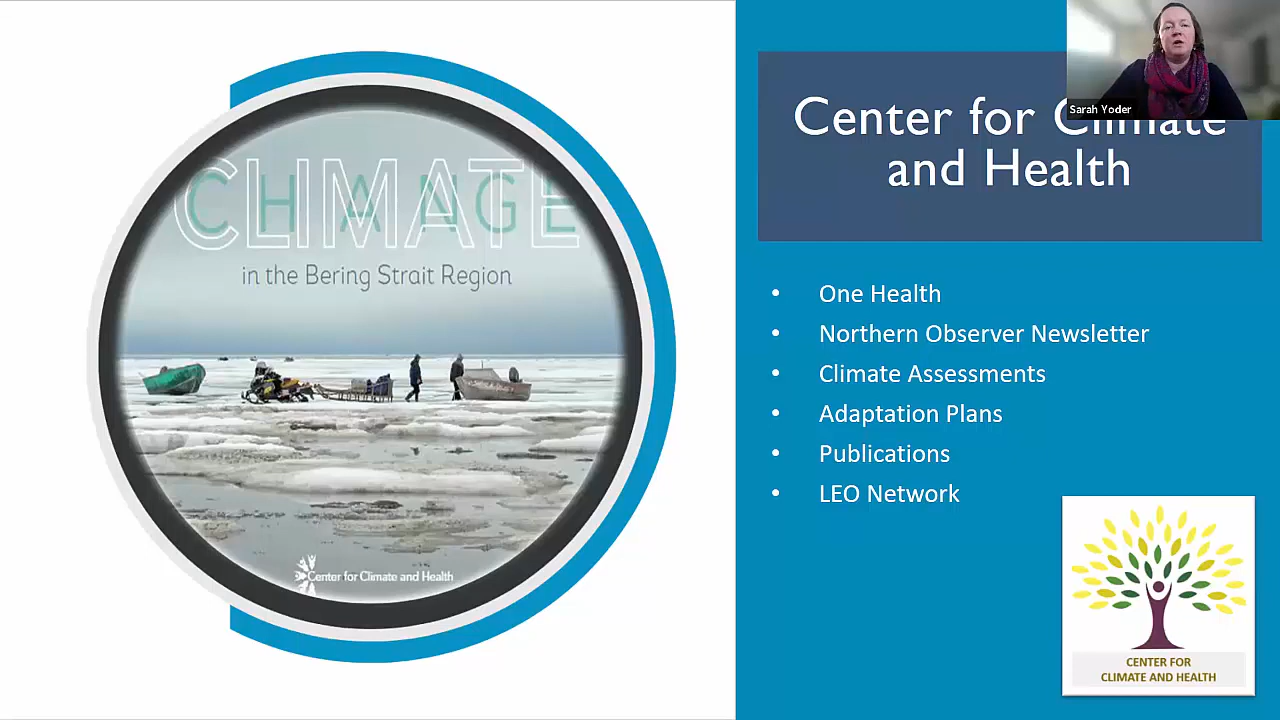 CLIMATE
CHANGE
in the Bering Strait Region
Center for Climate and Health
Sarah Yoder
Center for Climate
and Health
• One Health
• Northern Observer Newsletter
• Climate Assessments
• Adaptation Plans
• Publications
• LEO Network
CENTER FOR
CLIMATE AND HEALTH